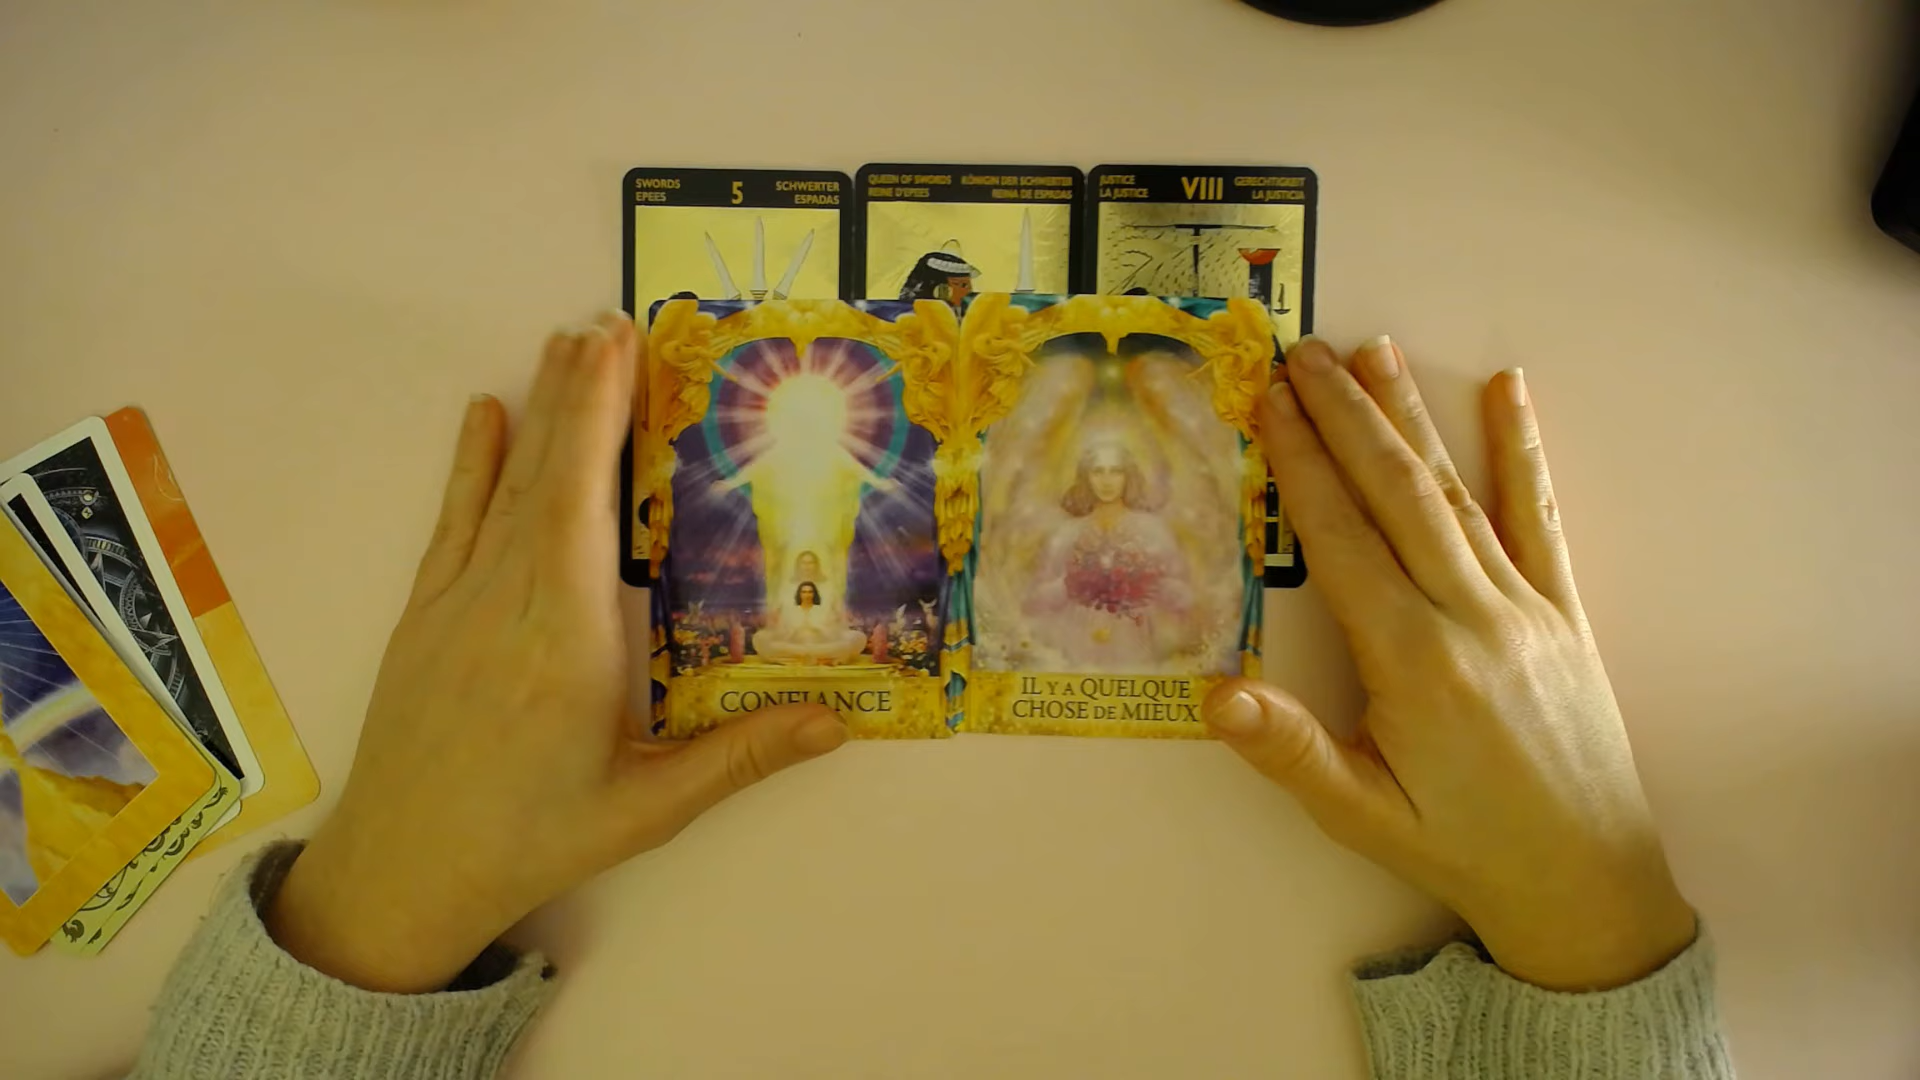 SWORDS 5 SCHWERTER
EPEES ESPADAS
QUEEN OF SWORDS KÖNIGIN DER SCHWERTER
REINE D'EPEES REINA DE ESPADAS
JUSTICE VIII GERECHTIGKEIT
LA JUSTICE LA JUSTICIA
CONFIANCE
IL Y A QUELQUE
CHOSE DE MIEUX